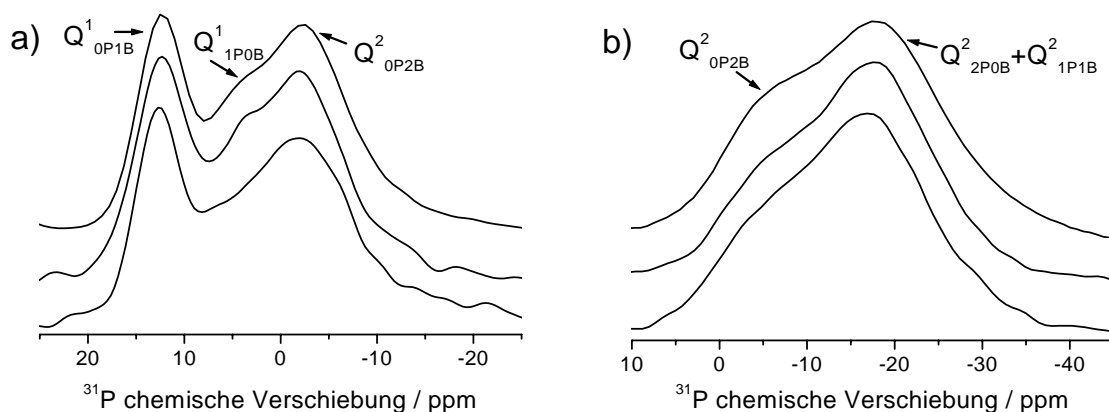 a) Q¹₀P₁B Q¹₁P₀B Q²₀P₂B
20 10 0 -10 -20
³¹P chemische Verschiebung / ppm
b) Q²₀P₂B Q²₂P₀B+Q²₁P₁B
10 0 -10 -20 -30 -40
³¹P chemische Verschiebung / ppm